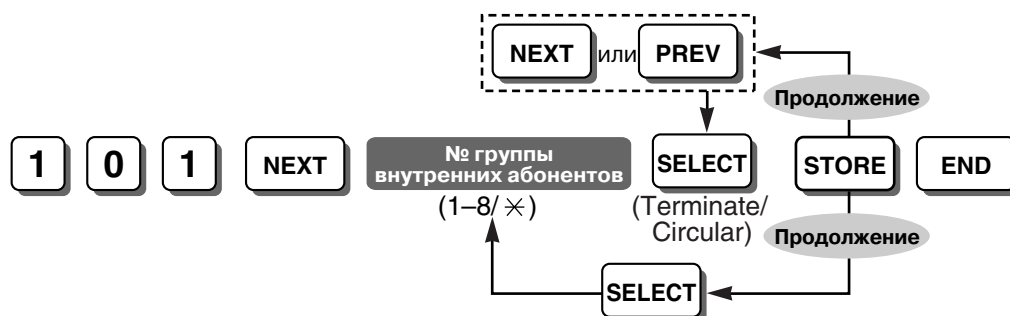 NEXT или PREV
Продолжение
1 0 1 NEXT № группы внутренних абонентов SELECT STORE END
(1–8/✳) (Terminate/
Circular)
Продолжение
SELECT